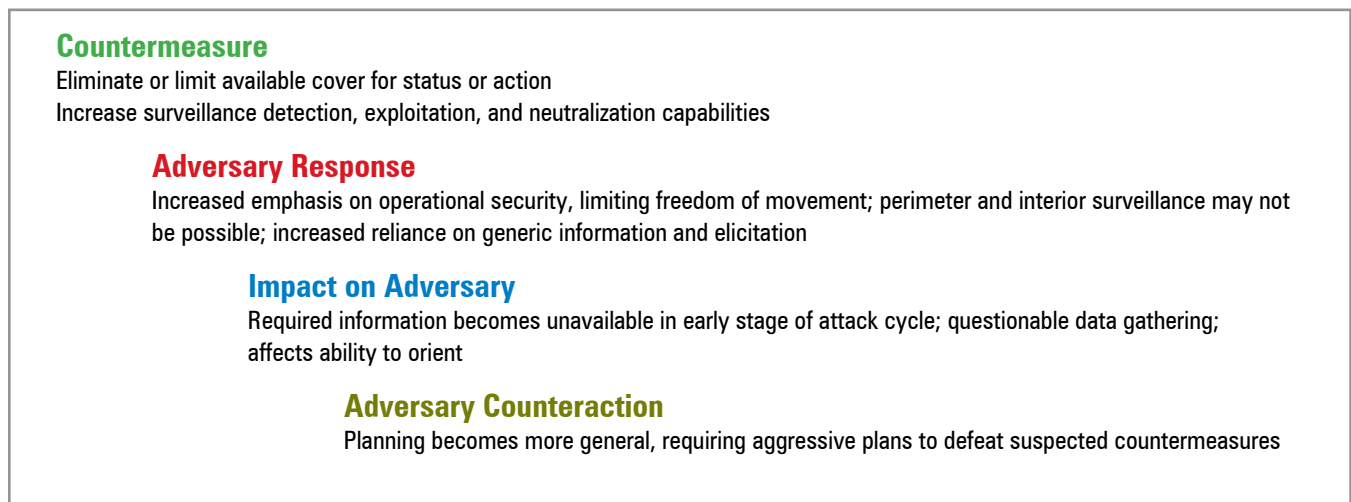 Countermeasure
Eliminate or limit available cover for status or action
Increase surveillance detection, exploitation, and neutralization capabilities
Adversary Response
Increased emphasis on operational security, limiting freedom of movement; perimeter and interior surveillance may not
be possible; increased reliance on generic information and elicitation
Impact on Adversary
Required information becomes unavailable in early stage of attack cycle; questionable data gathering;
affects ability to orient
Adversary Counteraction
Planning becomes more general, requiring aggressive plans to defeat suspected countermeasures